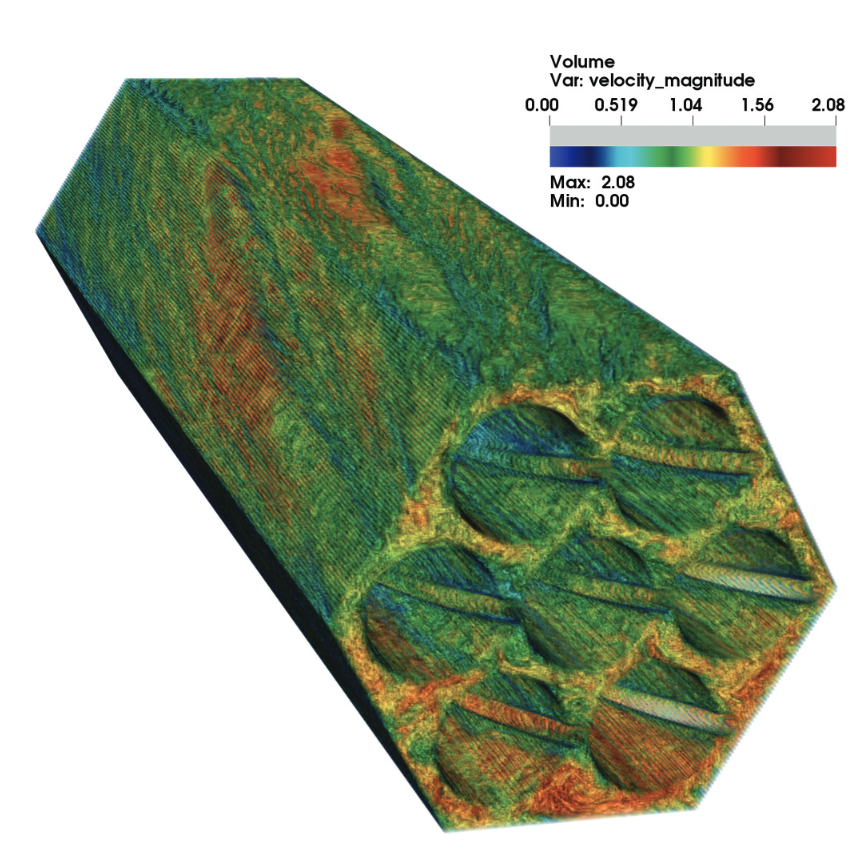 Volume
Var: velocity_magnitude
0.00 0.519 1.04 1.56 2.08
Max: 2.08
Min: 0.00